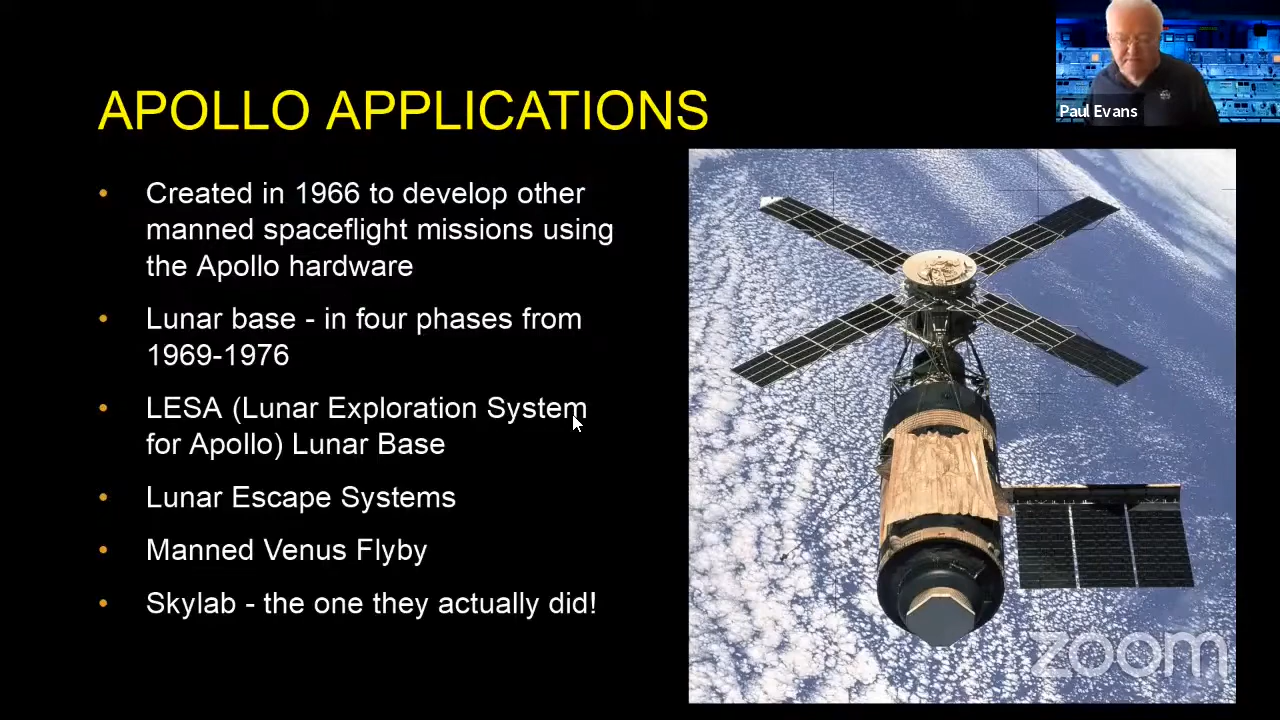 Paul Evans
APOLLO APPLICATIONS
• Created in 1966 to develop other
manned spaceflight missions using
the Apollo hardware
• Lunar base - in four phases from
1969-1976
• LESA (Lunar Exploration System
for Apollo) Lunar Base
• Lunar Escape Systems
• Manned Venus Flyby
• Skylab - the one they actually did!
zoom